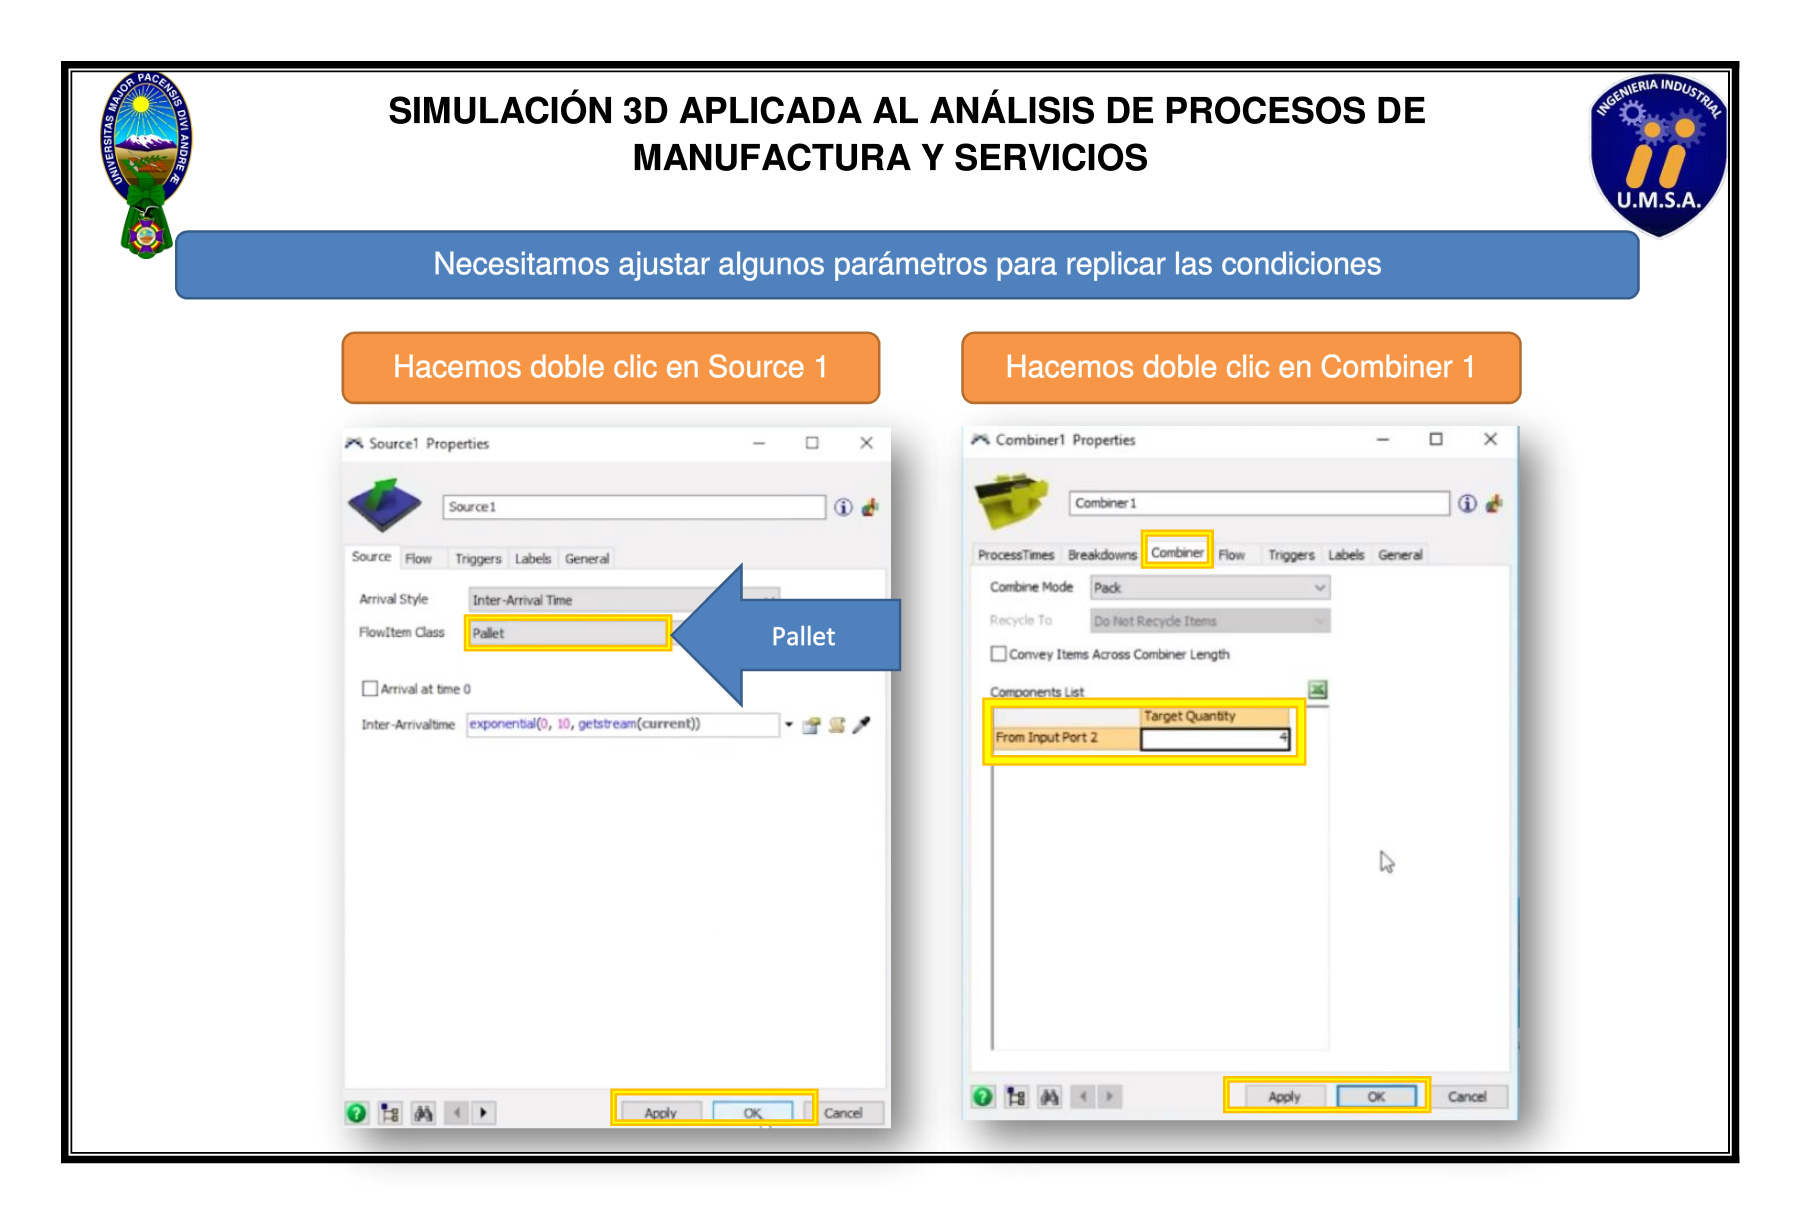 UNIVERSITAS MAJOR PACENSIS DIVI ANDRE Æ
SIMULACIÓN 3D APLICADA AL ANÁLISIS DE PROCESOS DE
MANUFACTURA Y SERVICIOS
INGENIERIA INDUSTRIAL
U.M.S.A.
Necesitamos ajustar algunos parámetros para replicar las condiciones
Hacemos doble clic en Source 1
Source1 Properties
Source1
Source Flow Triggers Labels General
Arrival Style Inter-Arrival Time
FlowItem Class Pallet
Pallet
Arrival at time 0
Inter-Arrivaltime exponential(0, 10, getstream(current))
Apply OK Cancel
Hacemos doble clic en Combiner 1
Combiner1 Properties
Combiner1
ProcessTimes Breakdowns Combiner Flow Triggers Labels General
Combine Mode Pack
Recycle To Do Not Recycle Items
Convey Items Across Combiner Length
Components List
Target Quantity
From Input Port 2 4
Apply OK Cancel